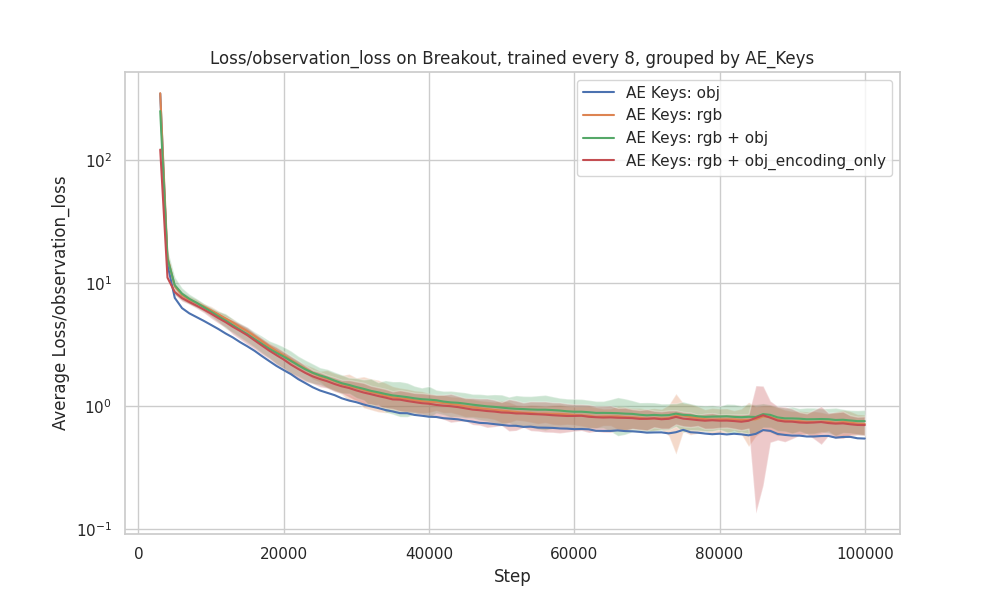 Loss/observation_loss on Breakout, trained every 8, grouped by AE_Keys
AE Keys: obj
AE Keys: rgb
AE Keys: rgb + obj
AE Keys: rgb + obj_encoding_only
Average Loss/observation_loss
10²
10¹
10⁰
10⁻¹
0 20000 40000 60000 80000 100000
Step